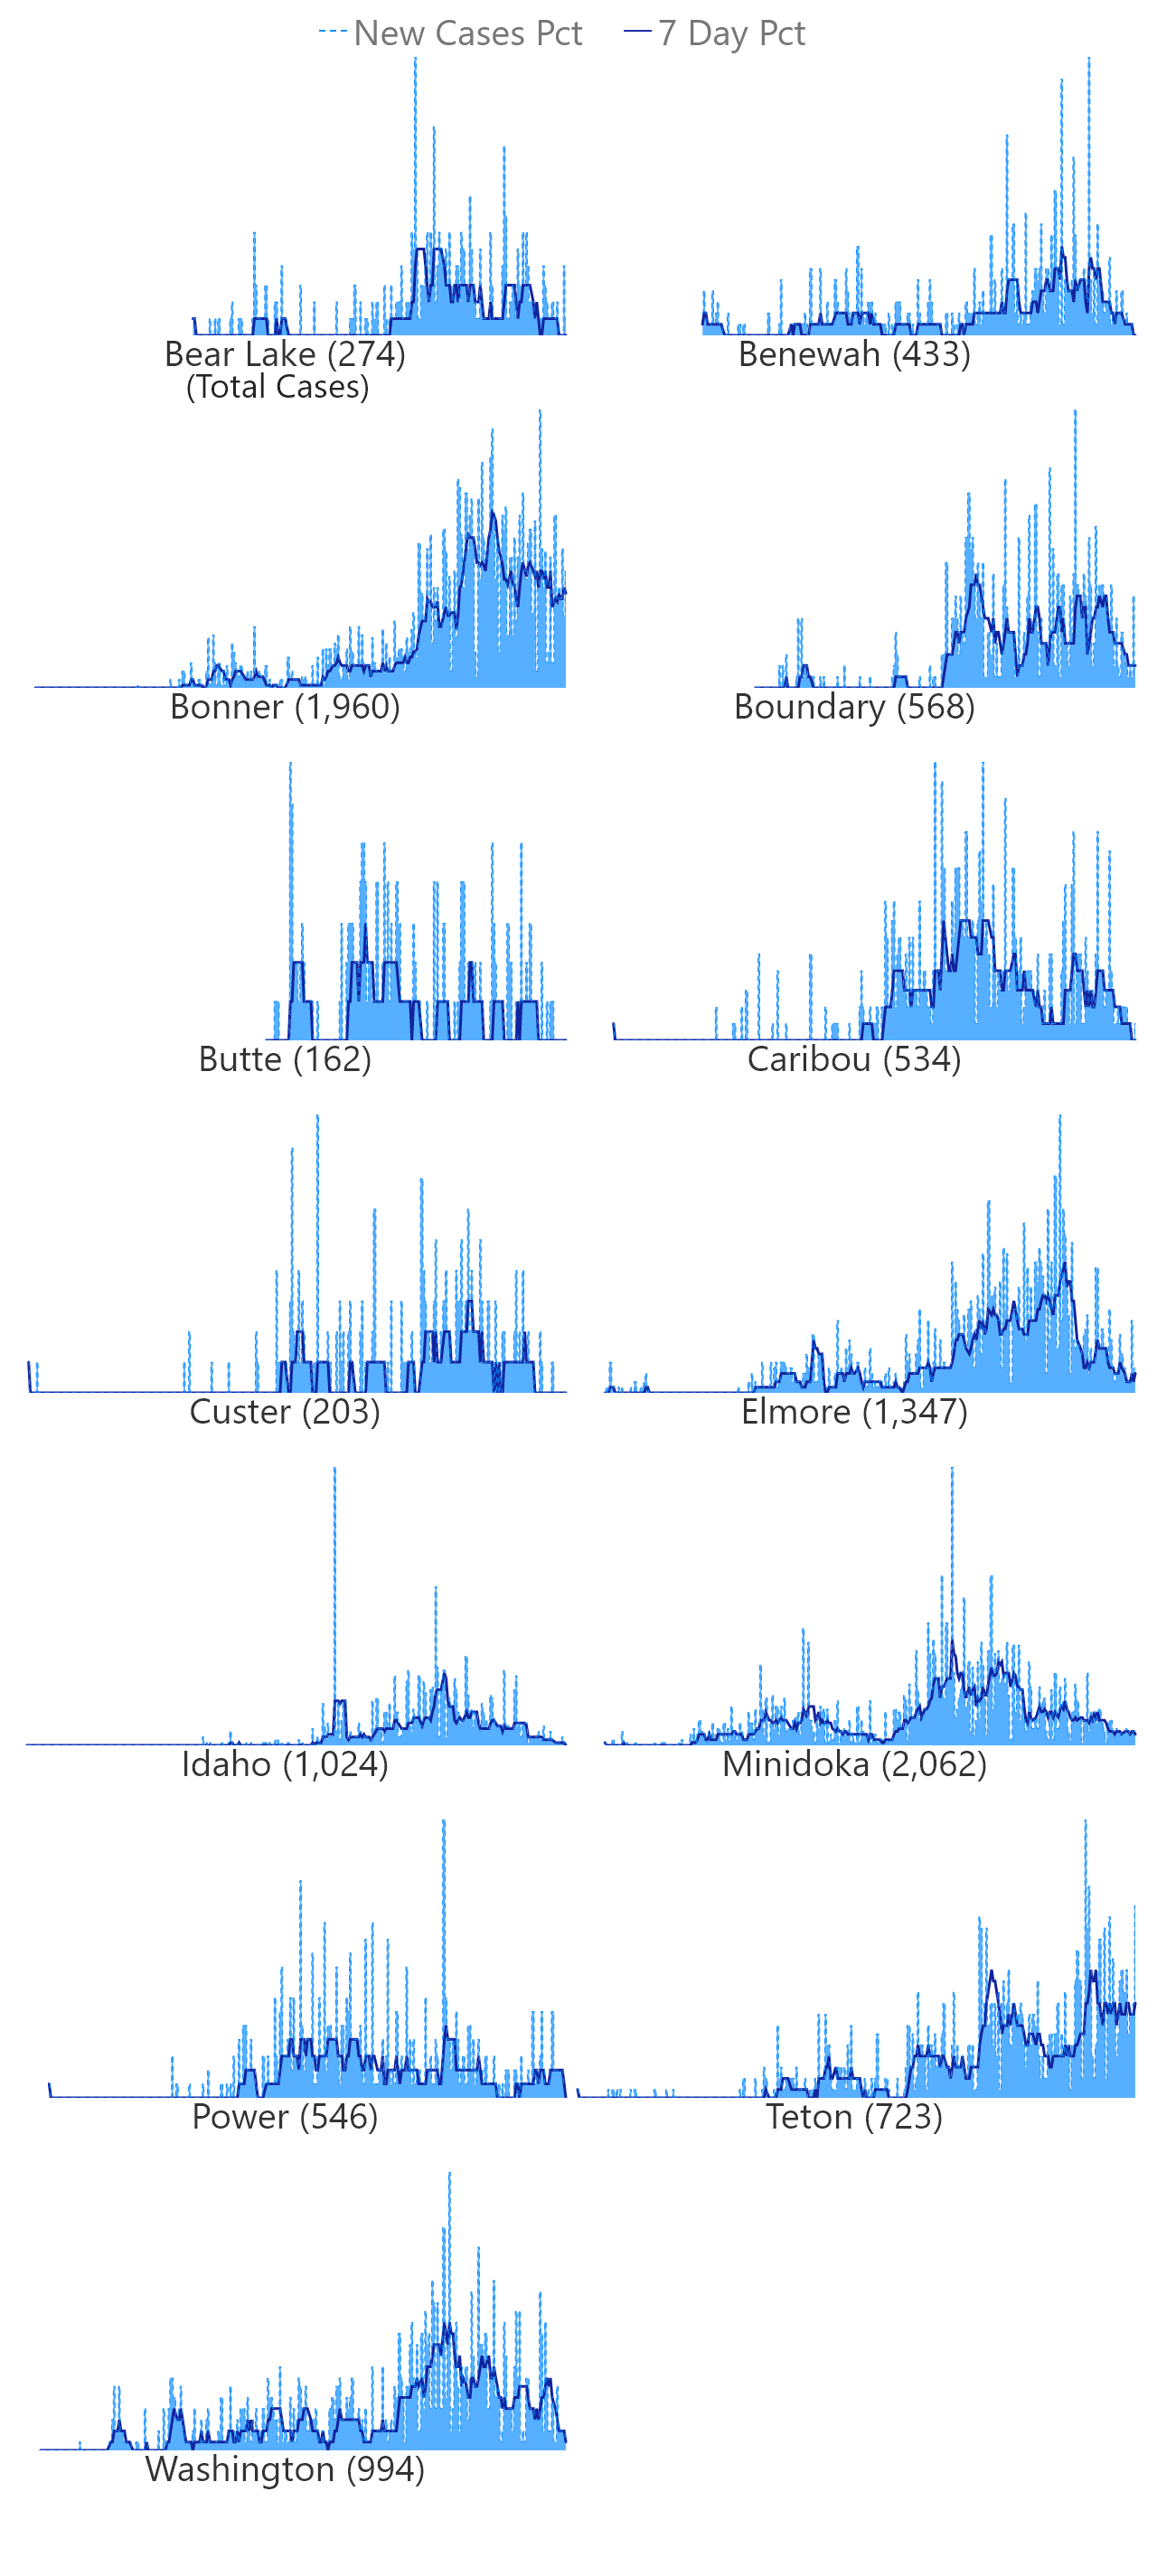 New Cases Pct 7 Day Pct
Bear Lake (274)
(Total Cases)
Benewah (433)
Bonner (1,960)
Boundary (568)
Butte (162)
Caribou (534)
Custer (203)
Elmore (1,347)
Idaho (1,024)
Minidoka (2,062)
Power (546)
Teton (723)
Washington (994)